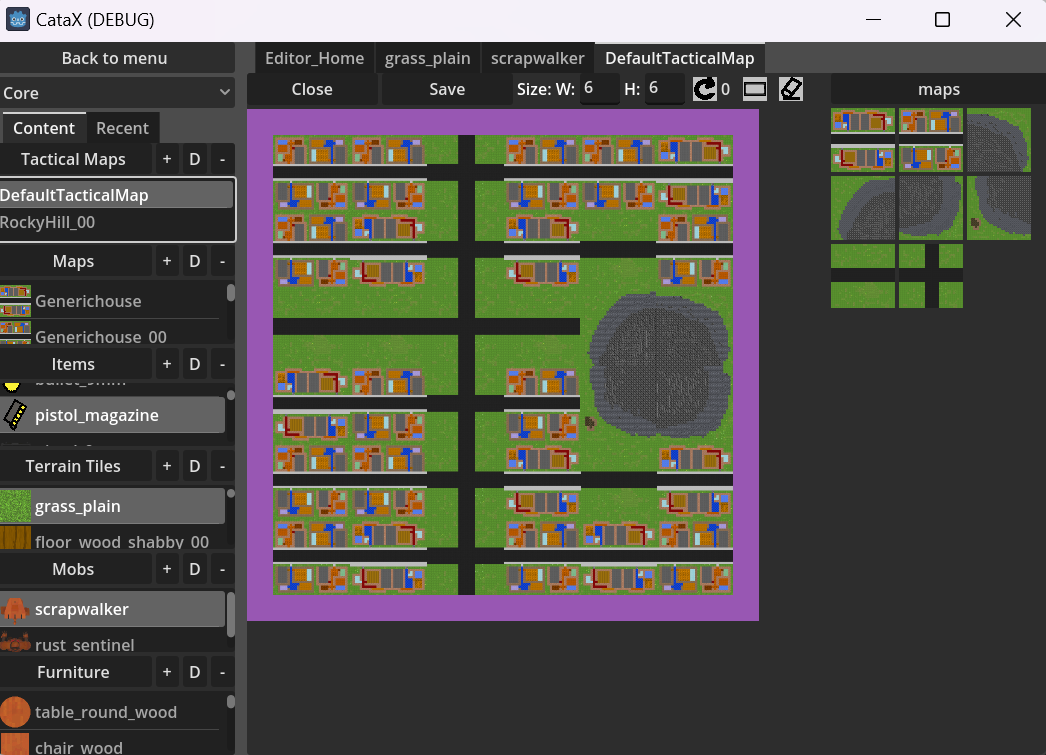 CataX (DEBUG)
Back to menu
Editor_Home
grass_plain
scrapwalker
DefaultTacticalMap
Core
Close
Save
Size: W: 6 H: 6
0
maps
Content
Recent
Tactical Maps + D -
DefaultTacticalMap
RockyHill_00
Maps + D -
Generichouse
Generichouse_00
Items + D -
pistol_magazine
Terrain Tiles + D -
grass_plain
floor_wood_shabby_00
Mobs + D -
scrapwalker
rust_sentinel
Furniture + D -
table_round_wood
chair_wood